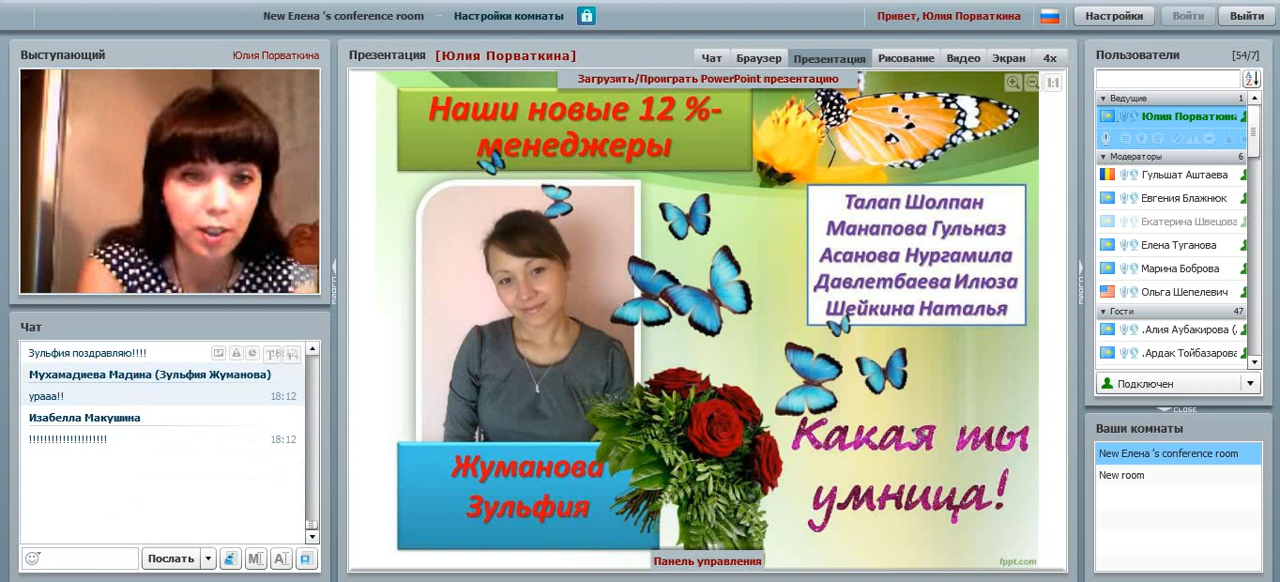 New Елена 's conference room
Настройки комнаты
Привет, Юлия Порваткина
Настройки
Войти
Выйти
Выступающий
Юлия Порваткина
Чат
Зульфия поздравляю!!!!
Мухамадиева Мадина (Зульфия Жуманова)
урааа!!
18:12
Изабелла Макушина
!!!!!!!!!!!!!!!!!!!!!
18:12
Послать
Презентация [Юлия Порваткина]
Чат
Браузер
Презентация
Рисование
Видео
Экран
4x
Загрузить/Проиграть PowerPoint презентацию
1:1
Наши новые 12 %-
менеджеры
Талап Шолпан
Манапова Гульназ
Асанова Нургамила
Давлетбаева Илюза
Шейкина Наталья
Жуманова
Зульфия
Какая ты
умница!
fppt.com
Панель управления
Пользователи
[54/7]
Ведущие 1
Юлия Порваткина
Модераторы 6
Гульшат Аштаева
Евгения Блажнюк
Екатерина Швецова
Елена Туганова
Марина Боброва
Ольга Шепелевич
Гости 47
.Алия Аубакирова (
.Ардак Тойбазарова
Подключен
CLOSE
Ваши комнаты
New Елена 's conference room
New room